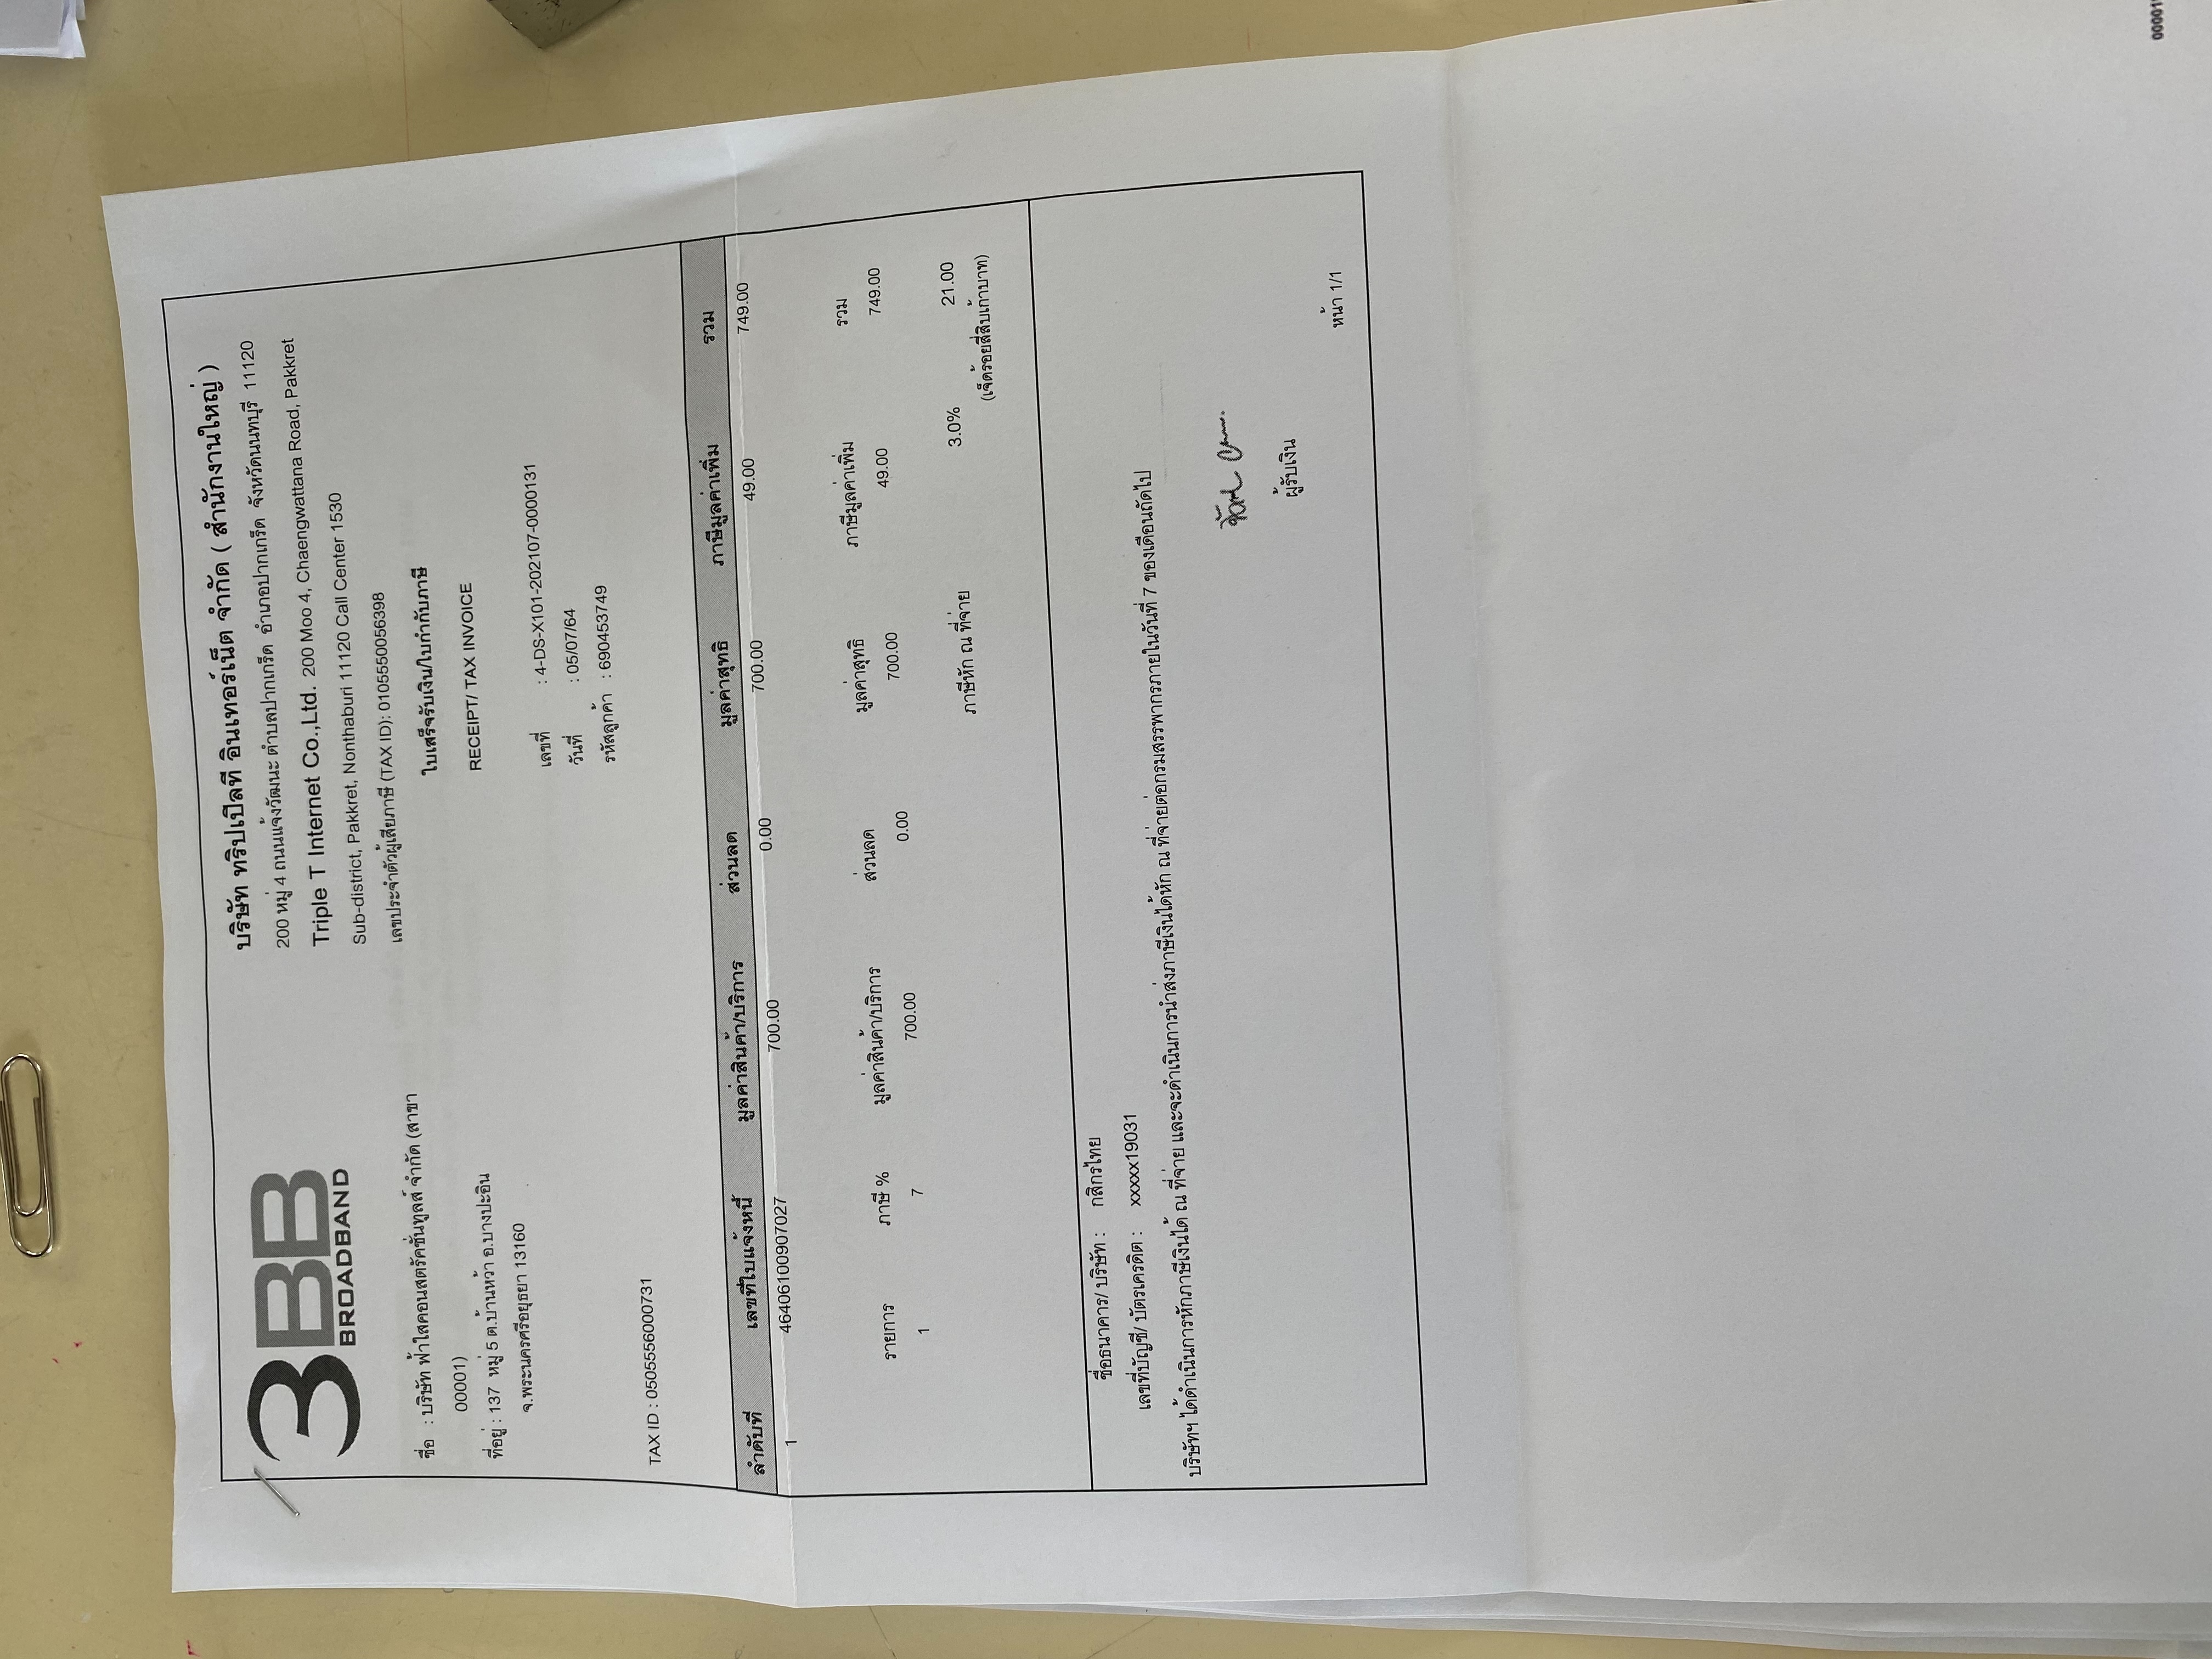 3BB
BROADBAND
บริษัท ทริปเปิลที อินเทอร์เน็ต จำกัด ( สำนักงานใหญ่ )
200 หมู่ 4 ถนนแจ้งวัฒนะ ตำบลปากเกร็ด อำเภอปากเกร็ด จังหวัดนนทบุรี 11120
Triple T Internet Co.,Ltd. 200 Moo 4, Chaengwattana Road, Pakkret
Sub-district, Pakkret, Nonthaburi 11120 Call Center 1530
เลขประจำตัวผู้เสียภาษี (TAX ID): 0105550056398
ชื่อ : บริษัท ฟ้าใสคอนสตรัคชั่นทูลส์ จำกัด (สาขา
00001)
ที่อยู่ : 137 หมู่ 5 ต.บ้านหว้า อ.บางปะอิน
จ.พระนครศรีอยุธยา 13160
ใบเสร็จรับเงิน/ใบกำกับภาษี
RECEIPT/ TAX INVOICE
เลขที่ : 4-DS-X101-202107-0000131
วันที่ : 05/07/64
รหัสลูกค้า : 690453749
TAX ID : 0505556000731
ลำดับที่ เลขที่ใบแจ้งหนี้ มูลค่าสินค้า/บริการ ส่วนลด มูลค่าสุทธิ ภาษีมูลค่าเพิ่ม รวม
1 46406100907027 700.00 0.00 700.00 49.00 749.00
รายการ ภาษี % มูลค่าสินค้า/บริการ ส่วนลด มูลค่าสุทธิ ภาษีมูลค่าเพิ่ม รวม
1 7 700.00 0.00 700.00 49.00 749.00
ภาษีหัก ณ ที่จ่าย 3.0% 21.00
(เจ็ดร้อยสี่สิบเก้าบาท)
ชื่อธนาคาร/ บริษัท : กสิกรไทย
เลขที่บัญชี/ บัตรเครดิต : xxxxx19031
บริษัทฯ ได้ดำเนินการหักภาษีเงินได้ ณ ที่จ่าย และจะดำเนินการนำส่งภาษีเงินได้หัก ณ ที่จ่ายต่อกรมสรรพากรภายในวันที่ 7 ของเดือนถัดไป
ผู้รับเงิน
หน้า 1/1